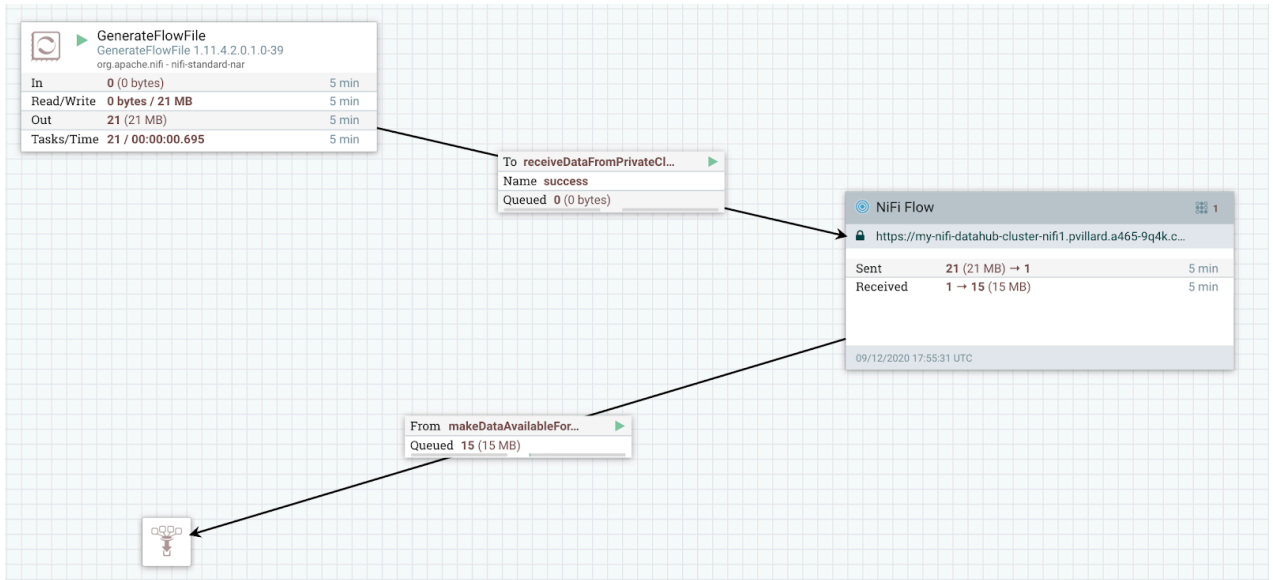 GenerateFlowFile
GenerateFlowFile 1.11.4.2.0.1.0-39
org.apache.nifi - nifi-standard-nar
In 0 (0 bytes) 5 min
Read/Write 0 bytes / 21 MB 5 min
Out 21 (21 MB) 5 min
Tasks/Time 21 / 00:00:00.695 5 min
To receiveDataFromPrivateCl...
Name success
Queued 0 (0 bytes)
NiFi Flow 1
https://my-nifi-datahub-cluster-nifi1.pvillard.a465-9q4k.c...
Sent 21 (21 MB) → 1 5 min
Received 1 → 15 (15 MB) 5 min
09/12/2020 17:55:31 UTC
From makeDataAvailableFor...
Queued 15 (15 MB)